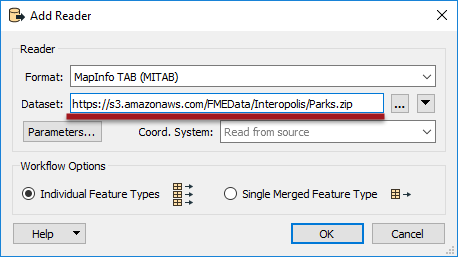 Add Reader
Reader
Format: MapInfo TAB (MITAB)
Dataset: https://s3.amazonaws.com/FMEData/Interopolis/Parks.zip ...
Parameters... Coord. System: Read from source
Workflow Options
Individual Feature Types Single Merged Feature Type
Help OK Cancel